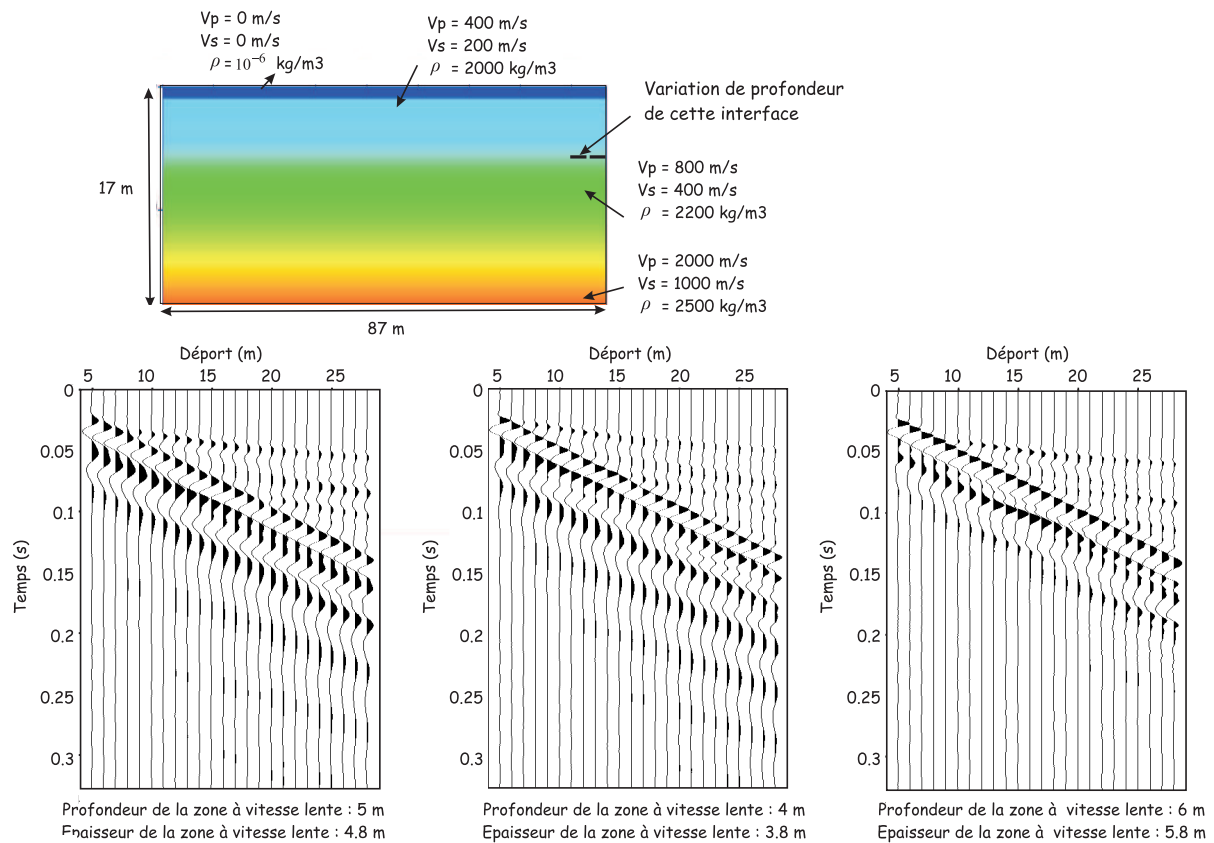 Vp = 0 m/s
Vs = 0 m/s
ρ = 10⁻⁶ kg/m3
Vp = 400 m/s
Vs = 200 m/s
ρ = 2000 kg/m3
Variation de profondeur
de cette interface
17 m
Vp = 800 m/s
Vs = 400 m/s
ρ = 2200 kg/m3
Vp = 2000 m/s
Vs = 1000 m/s
ρ = 2500 kg/m3
87 m
Déport (m)
5 10 15 20 25
0
0.05
0.1
0.15
0.2
0.25
0.3
Temps (s)
Profondeur de la zone à vitesse lente : 5 m
Epaisseur de la zone à vitesse lente : 4.8 m
Déport (m)
5 10 15 20 25
0
0.05
0.1
0.15
0.2
0.25
0.3
Temps (s)
Profondeur de la zone à vitesse lente : 4 m
Epaisseur de la zone à vitesse lente : 3.8 m
Déport (m)
5 10 15 20 25
0
0.05
0.1
0.15
0.2
0.25
0.3
Temps (s)
Profondeur de la zone à vitesse lente : 6 m
Epaisseur de la zone à vitesse lente : 5.8 m